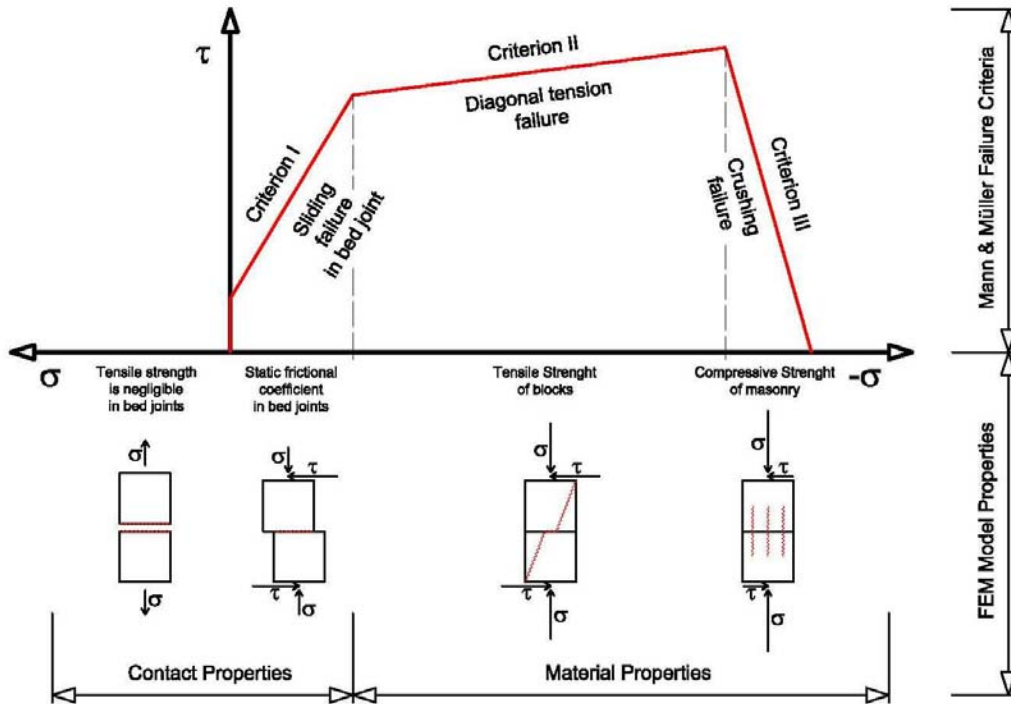 τ
Criterion I
Sliding
failure
in bed joint
Criterion II
Diagonal tension
failure
Crushing
failure
Criterion III
Mann & Müller Failure Criteria
σ
-σ
Tensile strength
is negligible
in bed joints
Static frictional
coefficient
in bed joints
Tensile Strenght
of blocks
Compressive Strenght
of masonry
σ
σ
σ
τ
τ
σ
σ
τ
τ
σ
σ
τ
τ
σ
FEM Model Properties
Contact Properties
Material Properties